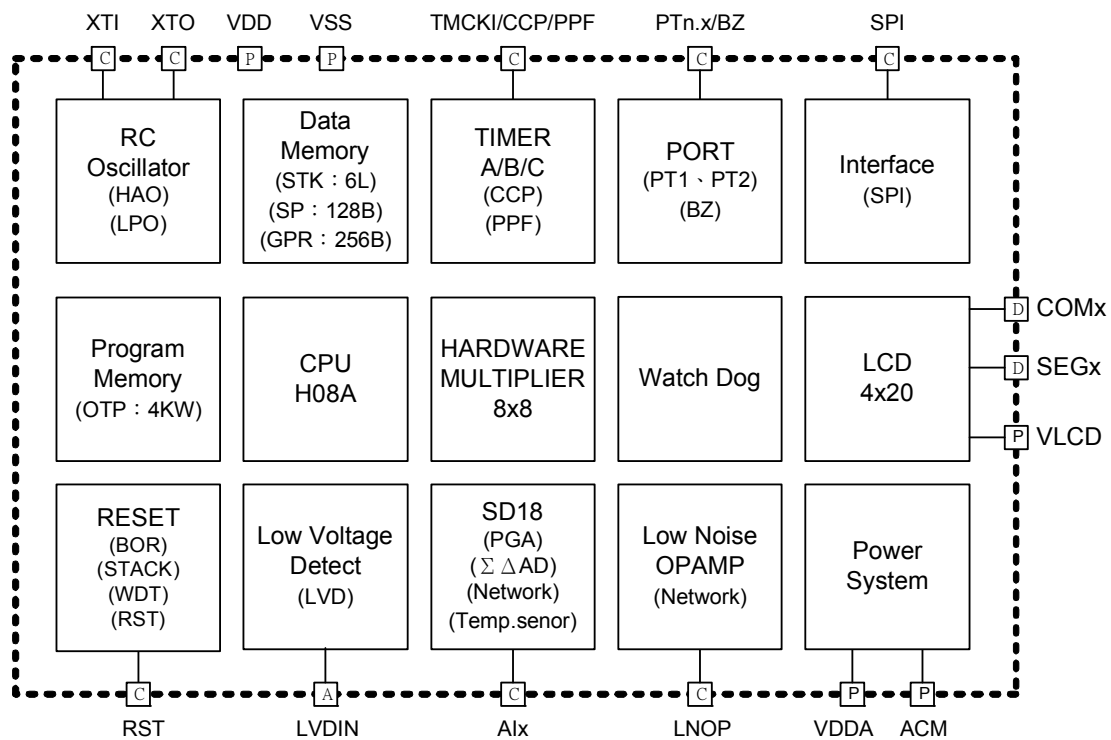 XTI XTO VDD VSS TMCKI/CCP/PPF PTn.x/BZ SPI
C C P P C C C
RC
Oscillator
(HAO)
(LPO)
Data
Memory
(STK：6L)
(SP：128B)
(GPR：256B)
TIMER
A/B/C
(CCP)
(PPF)
PORT
(PT1、PT2)
(BZ)
Interface
(SPI)
Program
Memory
(OTP：4KW)
CPU
H08A
HARDWARE
MULTIPLIER
8x8
Watch Dog
LCD
4x20
D COMx
D SEGx
P VLCD
RESET
(BOR)
(STACK)
(WDT)
(RST)
Low Voltage
Detect
(LVD)
SD18
(PGA)
(ΣΔAD)
(Network)
(Temp.senor)
Low Noise
OPAMP
(Network)
Power
System
C A C C P P
RST LVDIN AIx LNOP VDDA ACM